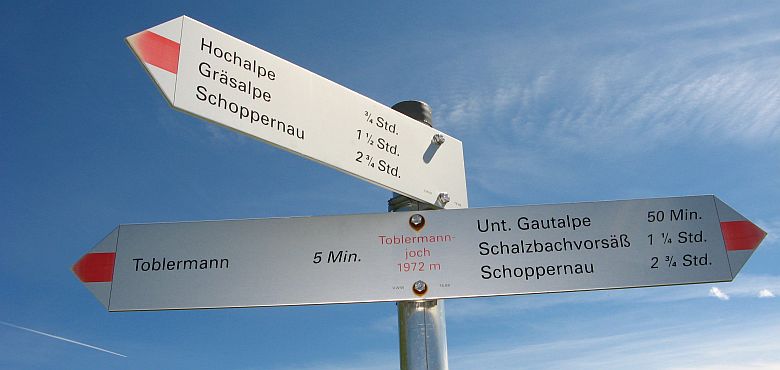 Hochalpe ¾ Std.
Gräsalpe 1 ½ Std.
Schoppernau 2 ¾ Std.
Toblermann 5 Min.
Toblermann-
joch
1972 m
Unt. Gautalpe 50 Min.
Schalzbachvorsäß 1 ¼ Std.
Schoppernau 2 ¾ Std.